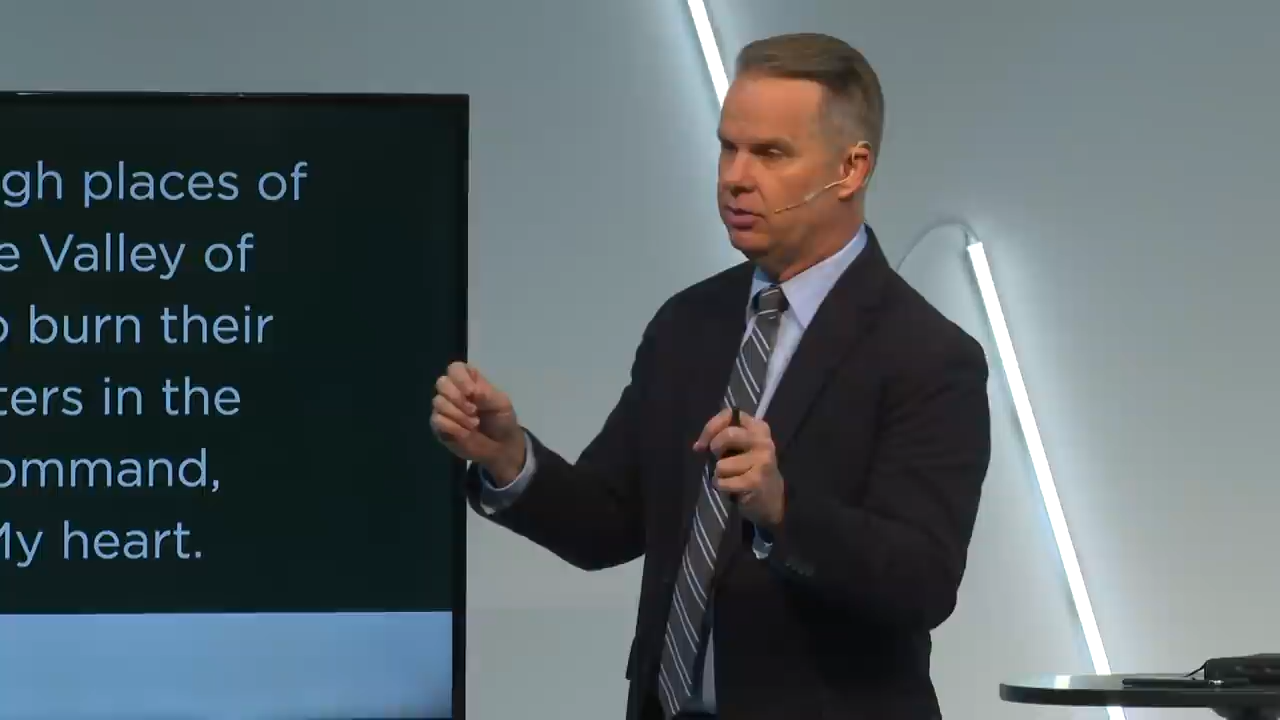 gh places of
e Valley of
o burn their
ters in the
ommand,
My heart.